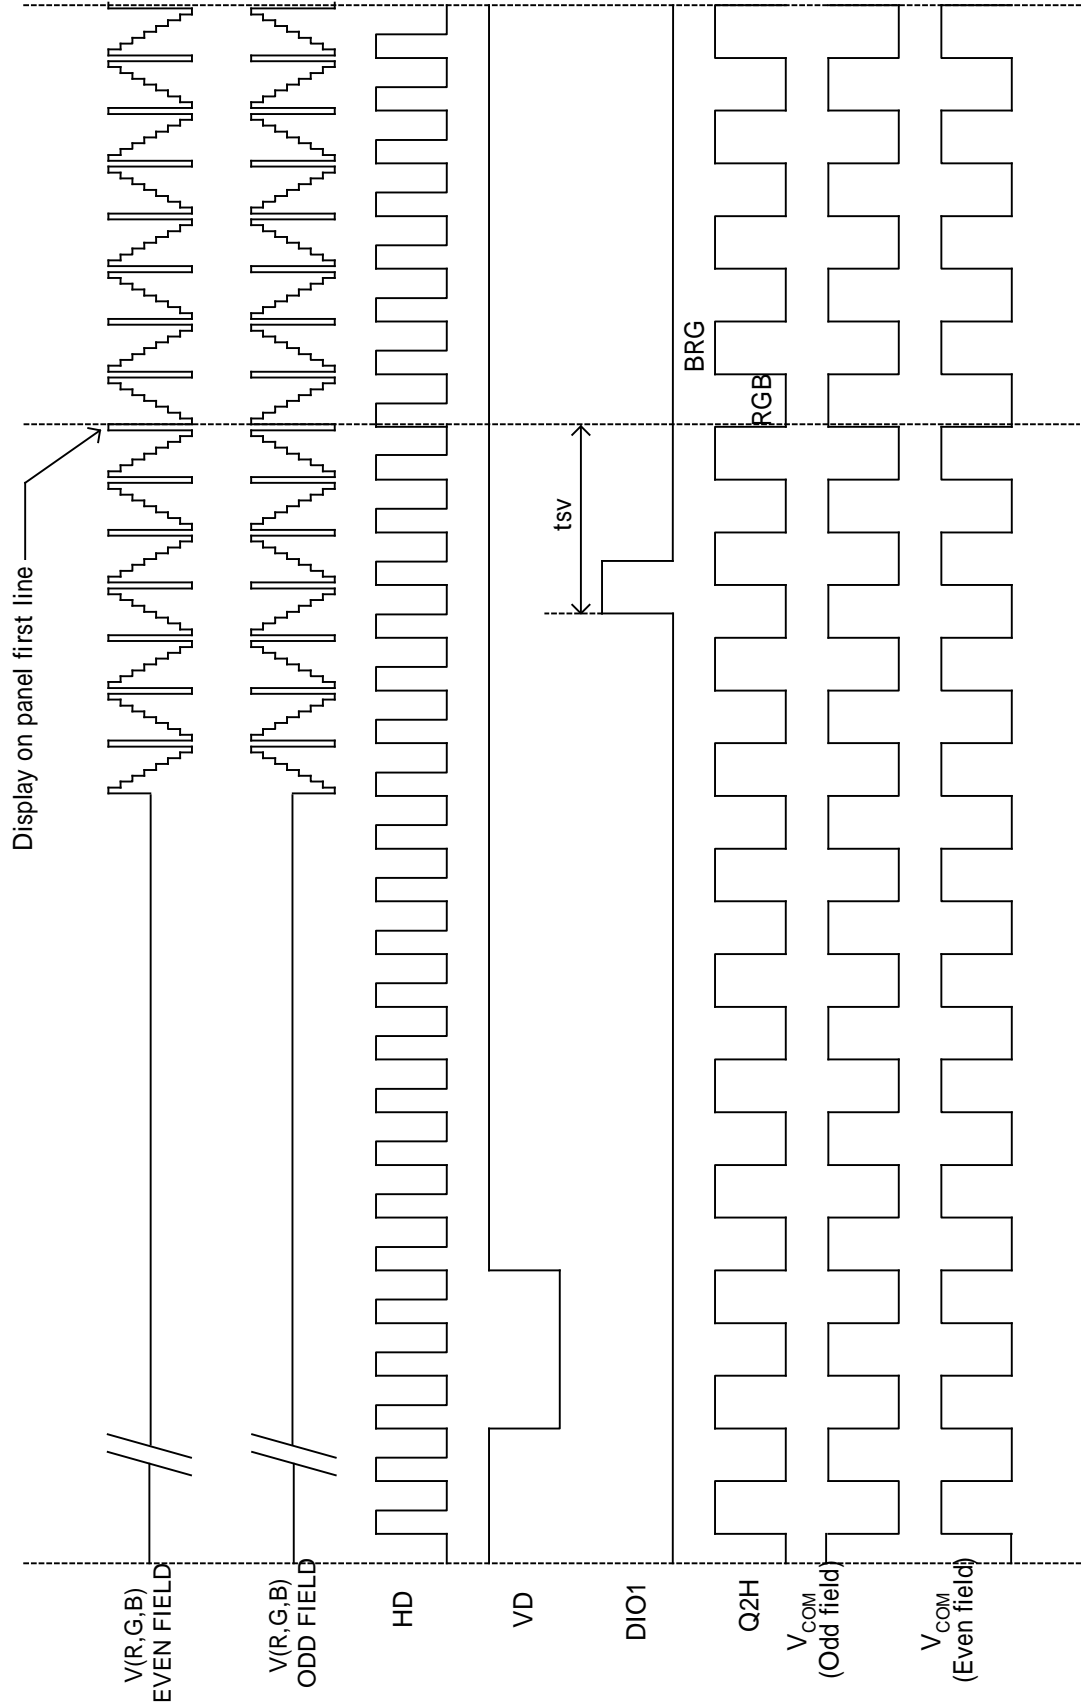 Display on panel first line
V(R,G,B)
EVEN FIELD
V(R,G,B)
ODD FIELD
HD
VD
tsv
DIO1
BRG
RGB
Q2H
VCOM
(Odd field)
VCOM
(Even field)